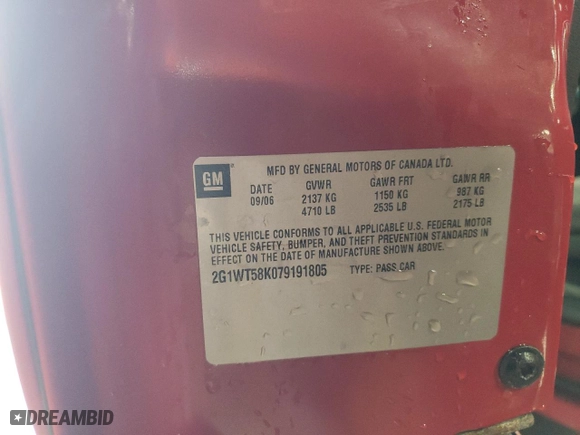 GM
MFD BY GENERAL MOTORS OF CANADA LTD.
DATE GVWR GAWR FRT GAWR RR
09/06 2137 KG 1150 KG 987 KG
4710 LB 2535 LB 2175 LB
THIS VEHICLE CONFORMS TO ALL APPLICABLE U.S. FEDERAL MOTOR
VEHICLE SAFETY, BUMPER, AND THEFT PREVENTION STANDARDS IN
EFFECT ON THE DATE OF MANUFACTURE SHOWN ABOVE.
2G1WT58K079191805 TYPE: PASS CAR
DREAMBID